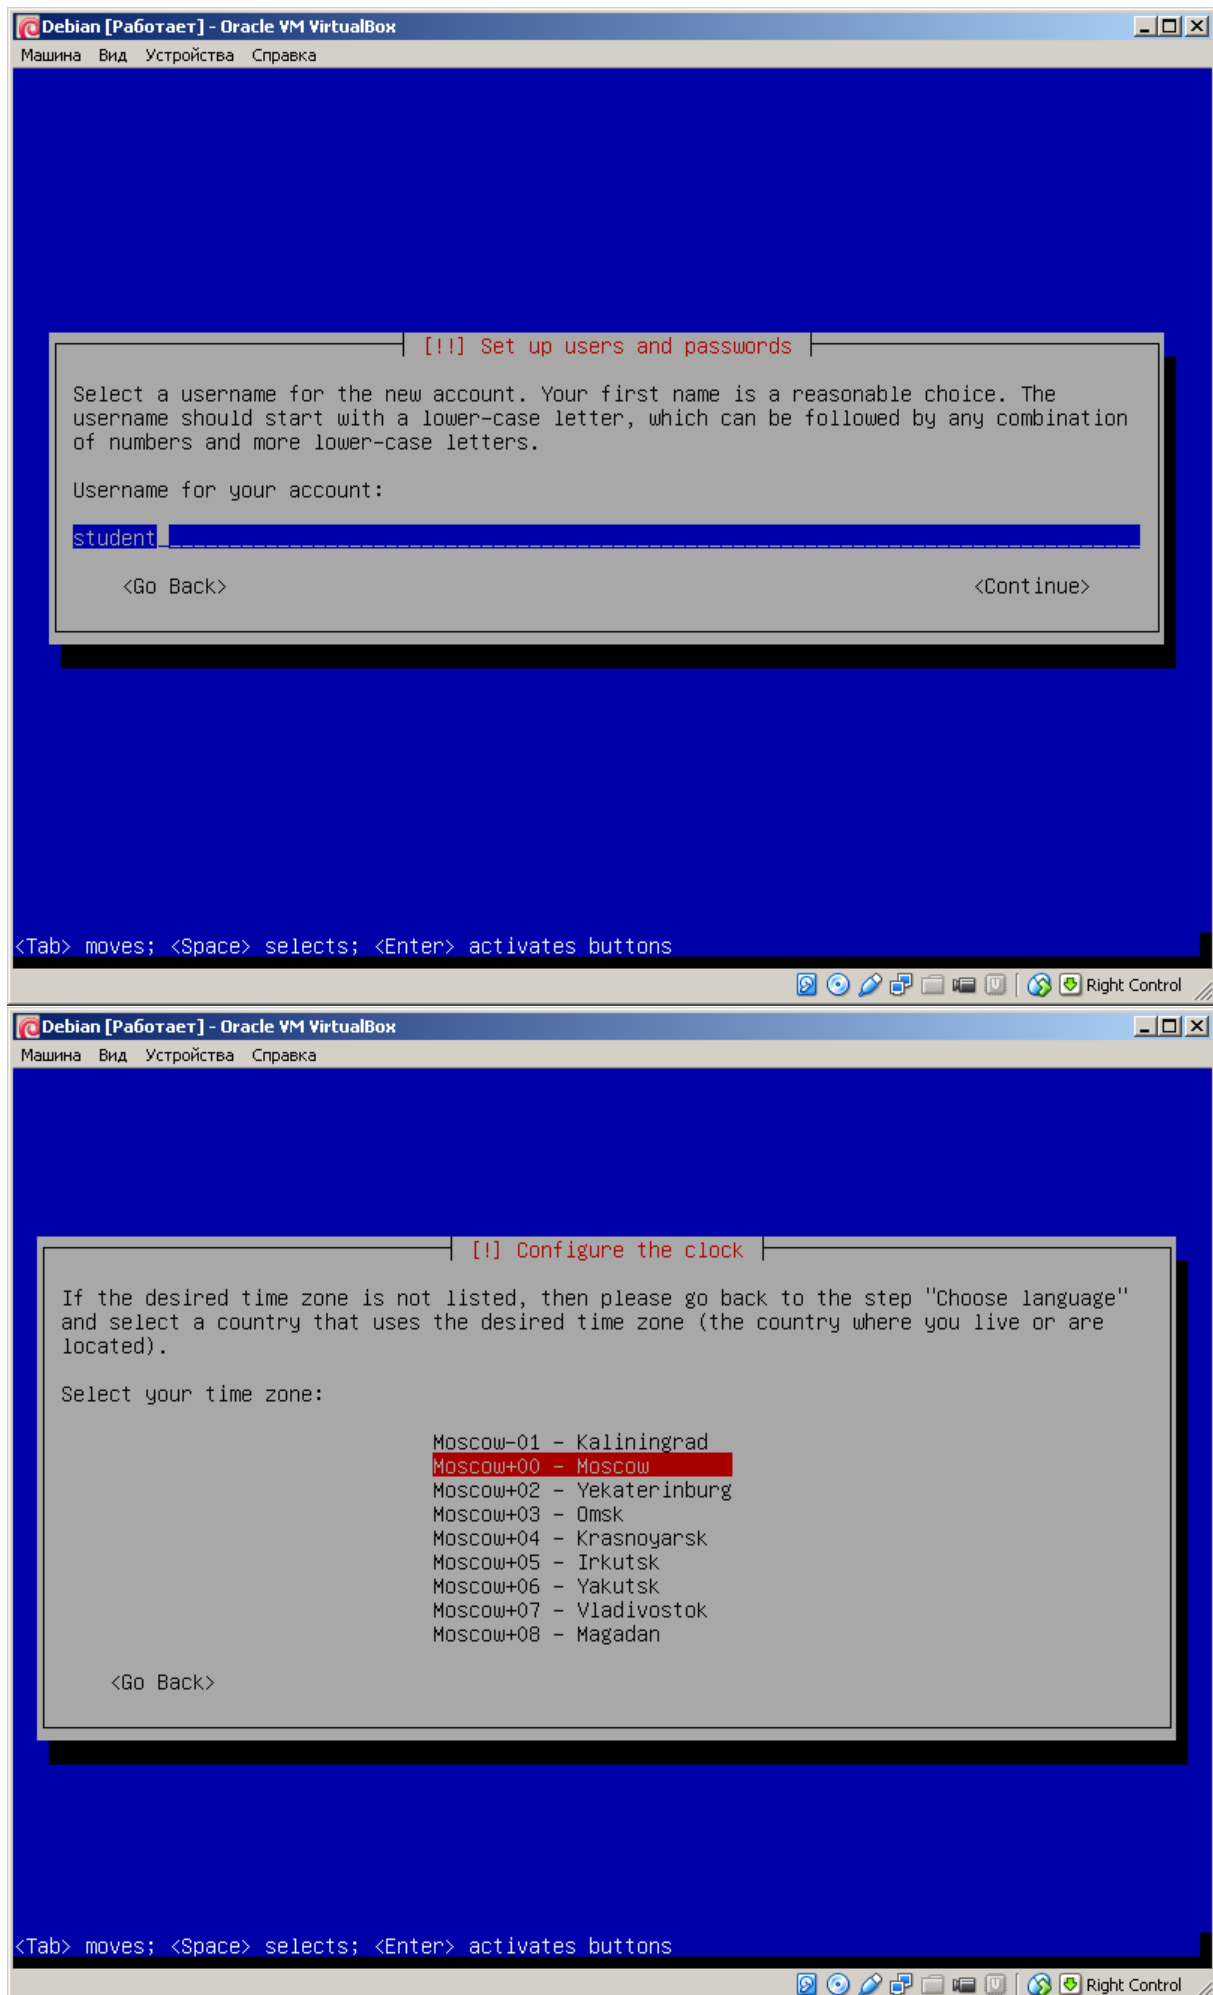 Debian [Работает] - Oracle VM VirtualBox
Машина Вид Устройства Справка
[!!] Set up users and passwords
Select a username for the new account. Your first name is a reasonable choice. The
username should start with a lower-case letter, which can be followed by any combination
of numbers and more lower-case letters.
Username for your account:
student
<Go Back> <Continue>
<Tab> moves; <Space> selects; <Enter> activates buttons
Right Control
Debian [Работает] - Oracle VM VirtualBox
Машина Вид Устройства Справка
[!] Configure the clock
If the desired time zone is not listed, then please go back to the step "Choose language"
and select a country that uses the desired time zone (the country where you live or are
located).
Select your time zone:
Moscow-01 - Kaliningrad
Moscow+00 - Moscow
Moscow+02 - Yekaterinburg
Moscow+03 - Omsk
Moscow+04 - Krasnoyarsk
Moscow+05 - Irkutsk
Moscow+06 - Yakutsk
Moscow+07 - Vladivostok
Moscow+08 - Magadan
<Go Back>
<Tab> moves; <Space> selects; <Enter> activates buttons
Right Control